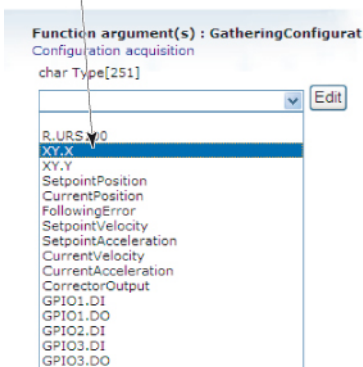 Function argument(s) : GatheringConfigurat
Configuration acquisition
char Type[251]
Edit
R.URS100
XY.X
XY.Y
SetpointPosition
CurrentPosition
FollowingError
SetpointVelocity
SetpointAcceleration
CurrentVelocity
CurrentAcceleration
CorrectorOutput
GPIO1.DI
GPIO1.DO
GPIO2.DI
GPIO3.DI
GPIO3.DO